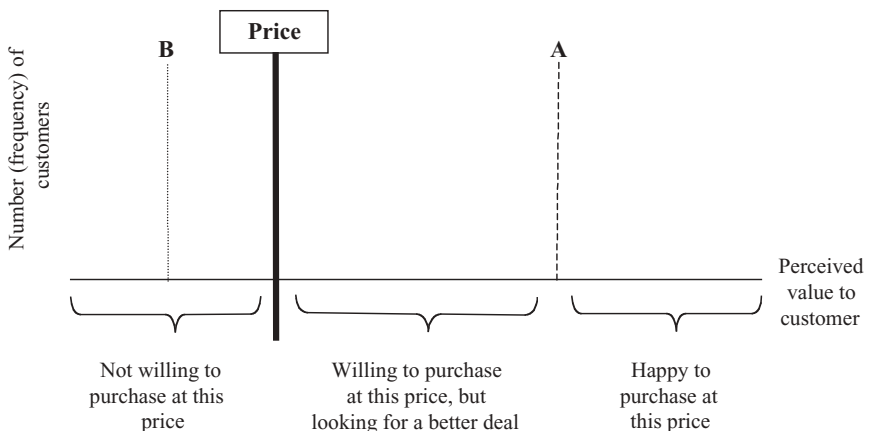 Price
B
A
Number (frequency) of
customers
Perceived
value to
customer
Not willing to
purchase at this
price
Willing to purchase
at this price, but
looking for a better deal
Happy to
purchase at
this price